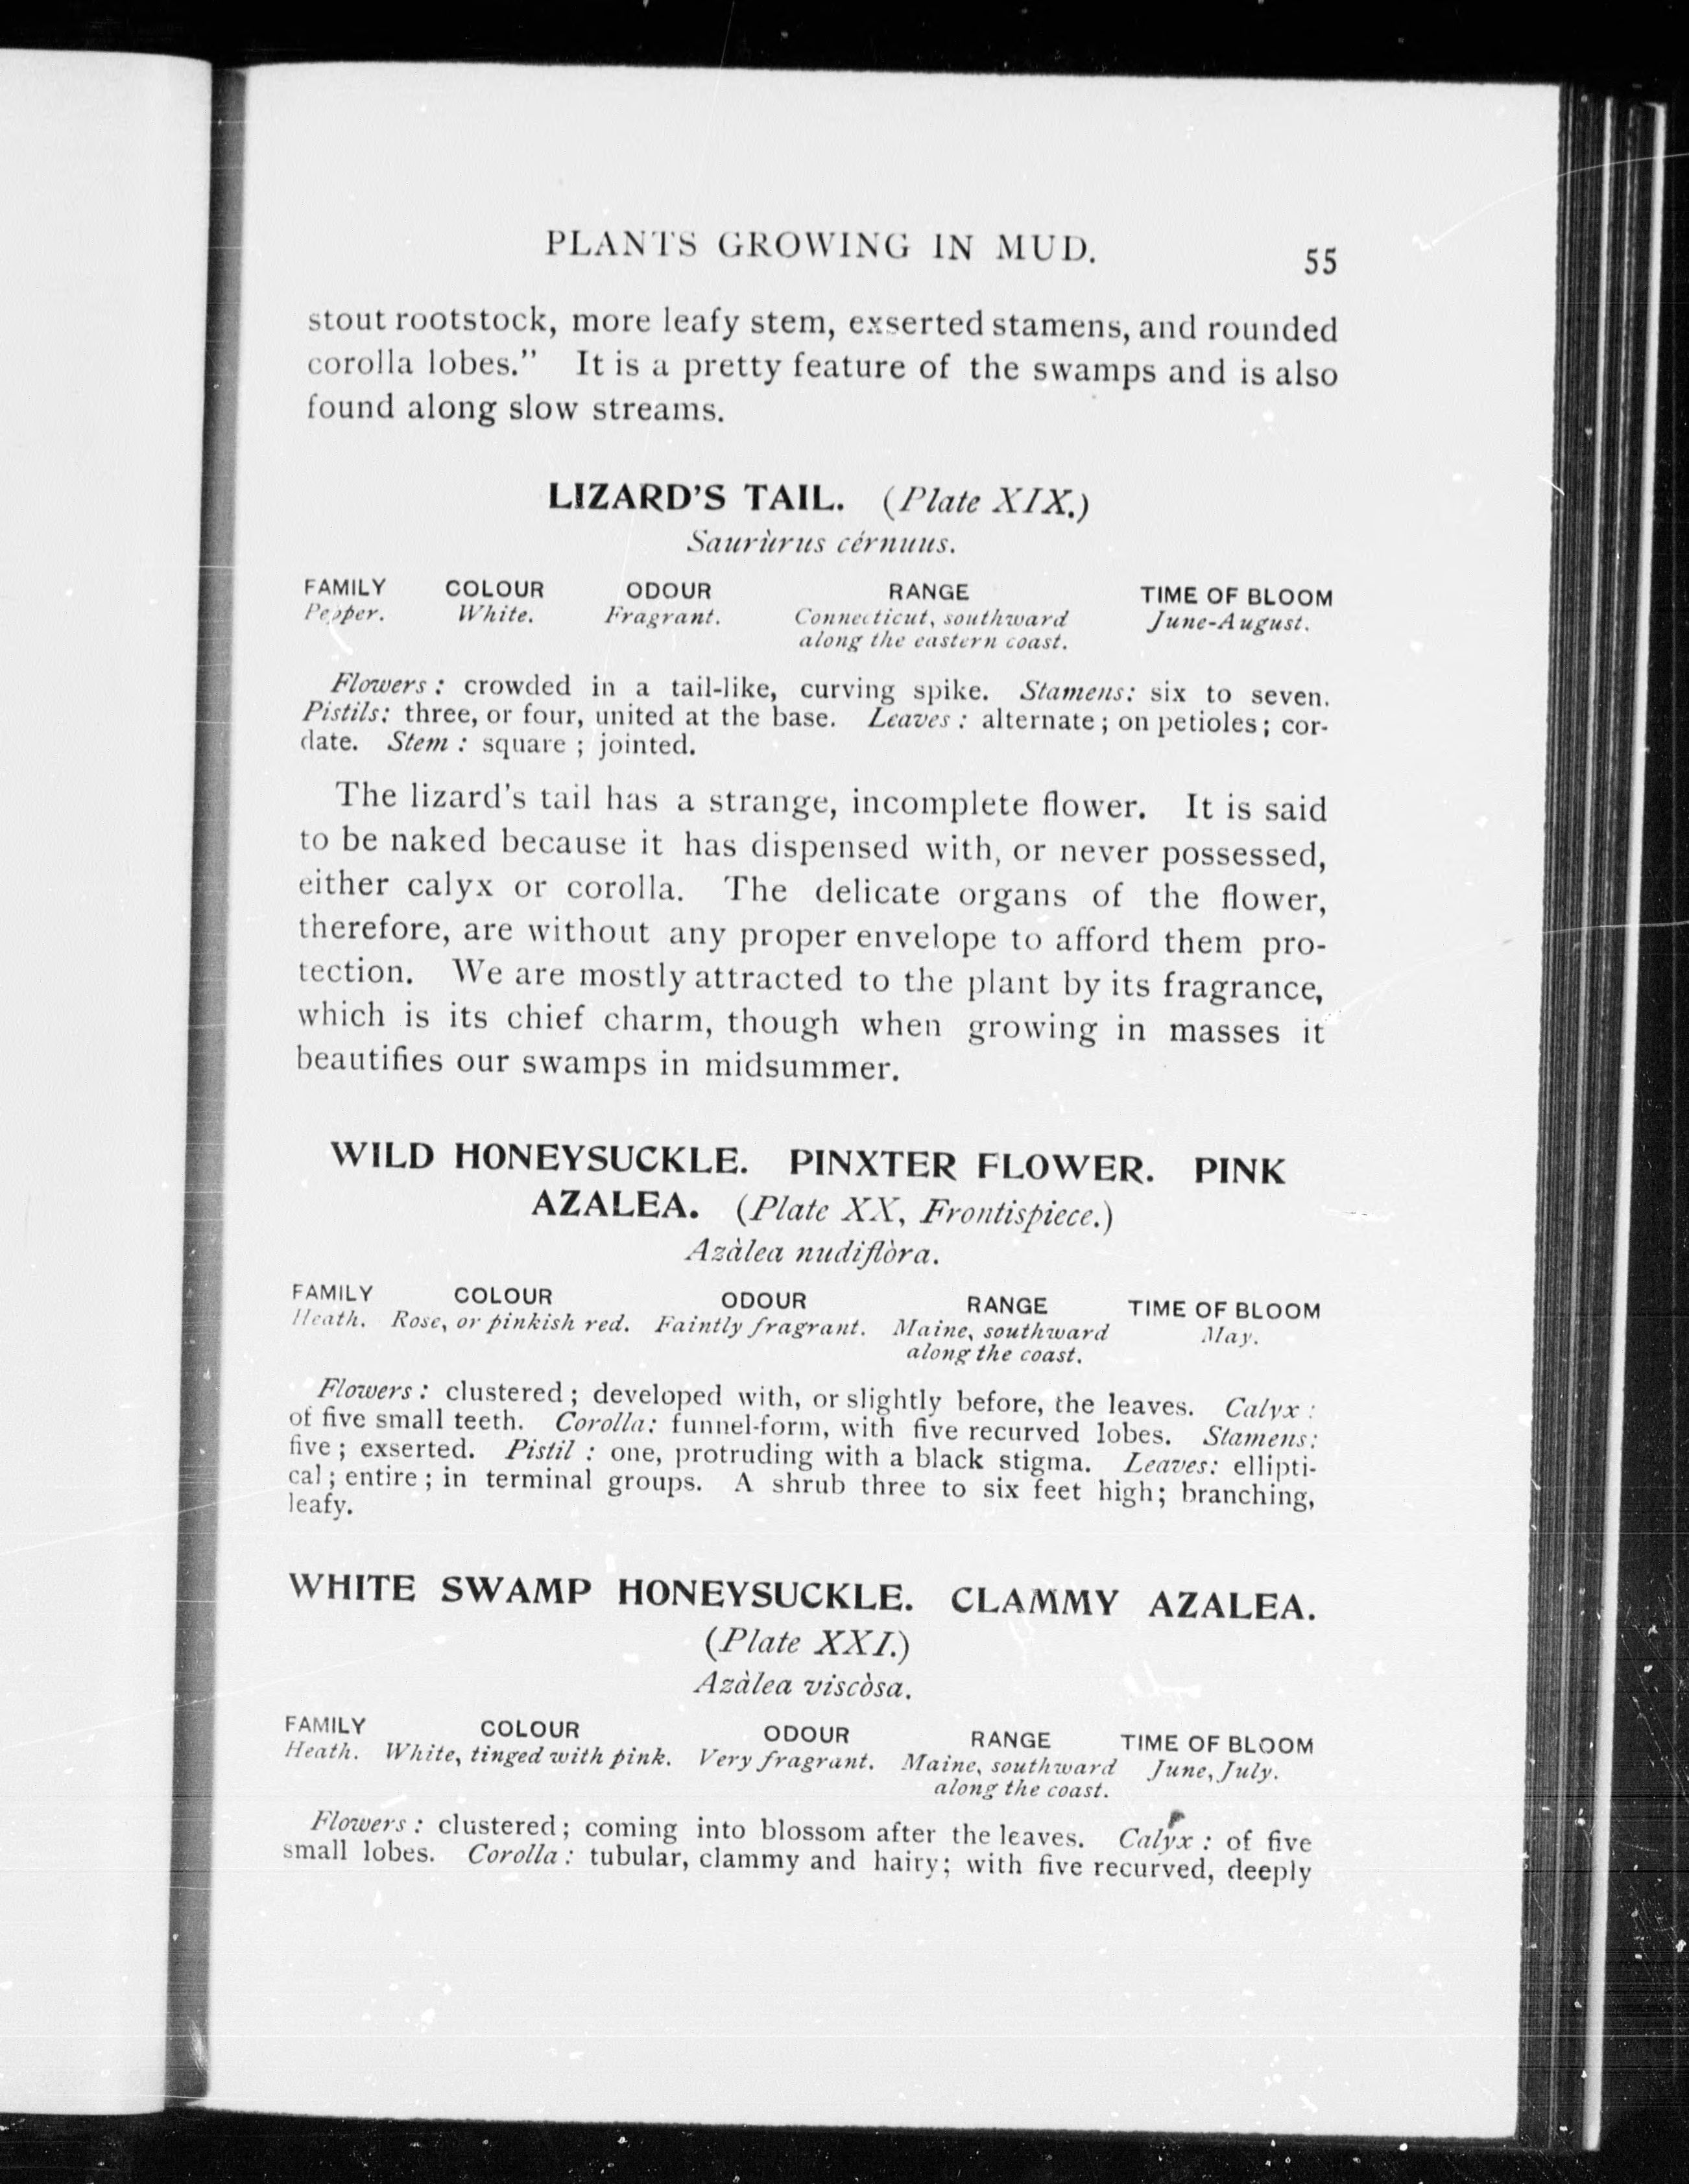 PLANTS GROWING IN MUD. 55
stout rootstock, more leafy stem, exserted stamens, and rounded
corolla lobes.” It is a pretty feature of the swamps and is also
found along slow streams.
LIZARD’S TAIL. (Plate XIX.)
Saurùrus cérnuus.
FAMILY COLOUR ODOUR RANGE TIME OF BLOOM
Pepper. White. Fragrant. Connecticut, southward June-August.
along the eastern coast.
Flowers : crowded in a tail-like, curving spike. Stamens: six to seven.
Pistils: three, or four, united at the base. Leaves : alternate ; on petioles ; cor-
date. Stem : square ; jointed.
The lizard’s tail has a strange, incomplete flower. It is said
to be naked because it has dispensed with, or never possessed,
either calyx or corolla. The delicate organs of the flower,
therefore, are without any proper envelope to afford them pro-
tection. We are mostly attracted to the plant by its fragrance,
which is its chief charm, though when growing in masses it
beautifies our swamps in midsummer.
WILD HONEYSUCKLE. PINXTER FLOWER. PINK
AZALEA. (Plate XX, Frontispiece.)
Azàlea nudiflòra.
FAMILY COLOUR ODOUR RANGE TIME OF BLOOM
Heath. Rose, or pinkish red. Faintly fragrant. Maine, southward May.
along the coast.
Flowers : clustered ; developed with, or slightly before, the leaves. Calyx :
of five small teeth. Corolla: funnel-form, with five recurved lobes. Stamens:
five ; exserted. Pistil : one, protruding with a black stigma. Leaves: ellipti-
cal ; entire ; in terminal groups. A shrub three to six feet high; branching,
leafy.
WHITE SWAMP HONEYSUCKLE. CLAMMY AZALEA.
(Plate XXI.)
Azàlea viscòsa.
FAMILY COLOUR ODOUR RANGE TIME OF BLOOM
Heath. White, tinged with pink. Very fragrant. Maine, southward June, July.
along the coast.
Flowers : clustered ; coming into blossom after the leaves. Calyx : of five
small lobes. Corolla : tubular, clammy and hairy; with five recurved, deeply